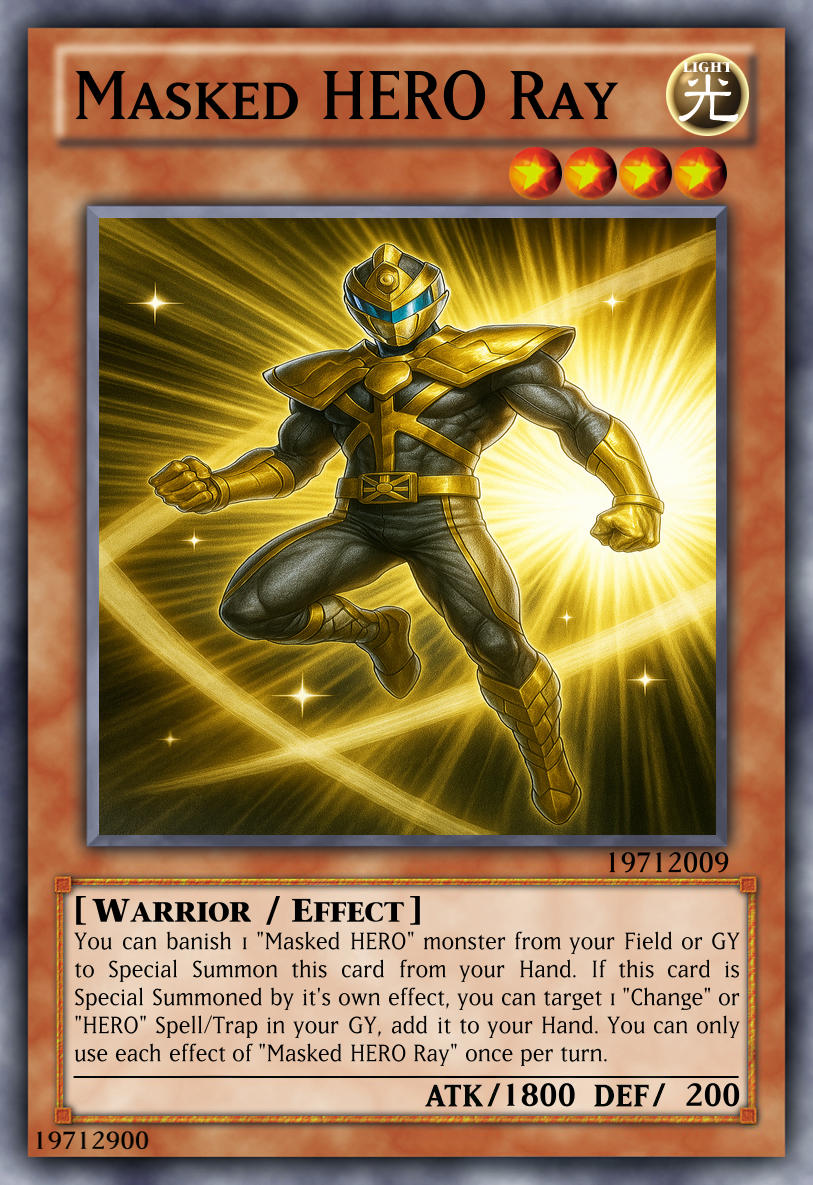 Masked HERO Ray
LIGHT
光
19712009
[ Warrior / Effect ]
You can banish 1 "Masked HERO" monster from your Field or GY
to Special Summon this card from your Hand. If this card is
Special Summoned by it's own effect, you can target 1 "Change" or
"HERO" Spell/Trap in your GY, add it to your Hand. You can only
use each effect of "Masked HERO Ray" once per turn.
ATK/1800 DEF/ 200
19712900